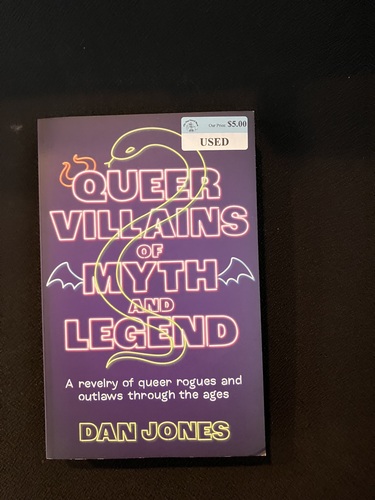 Our Price $5.00
USED
QUEER
VILLAINS
OF
MYTH
AND
LEGEND
A revelry of queer rogues and
outlaws through the ages
DAN JONES